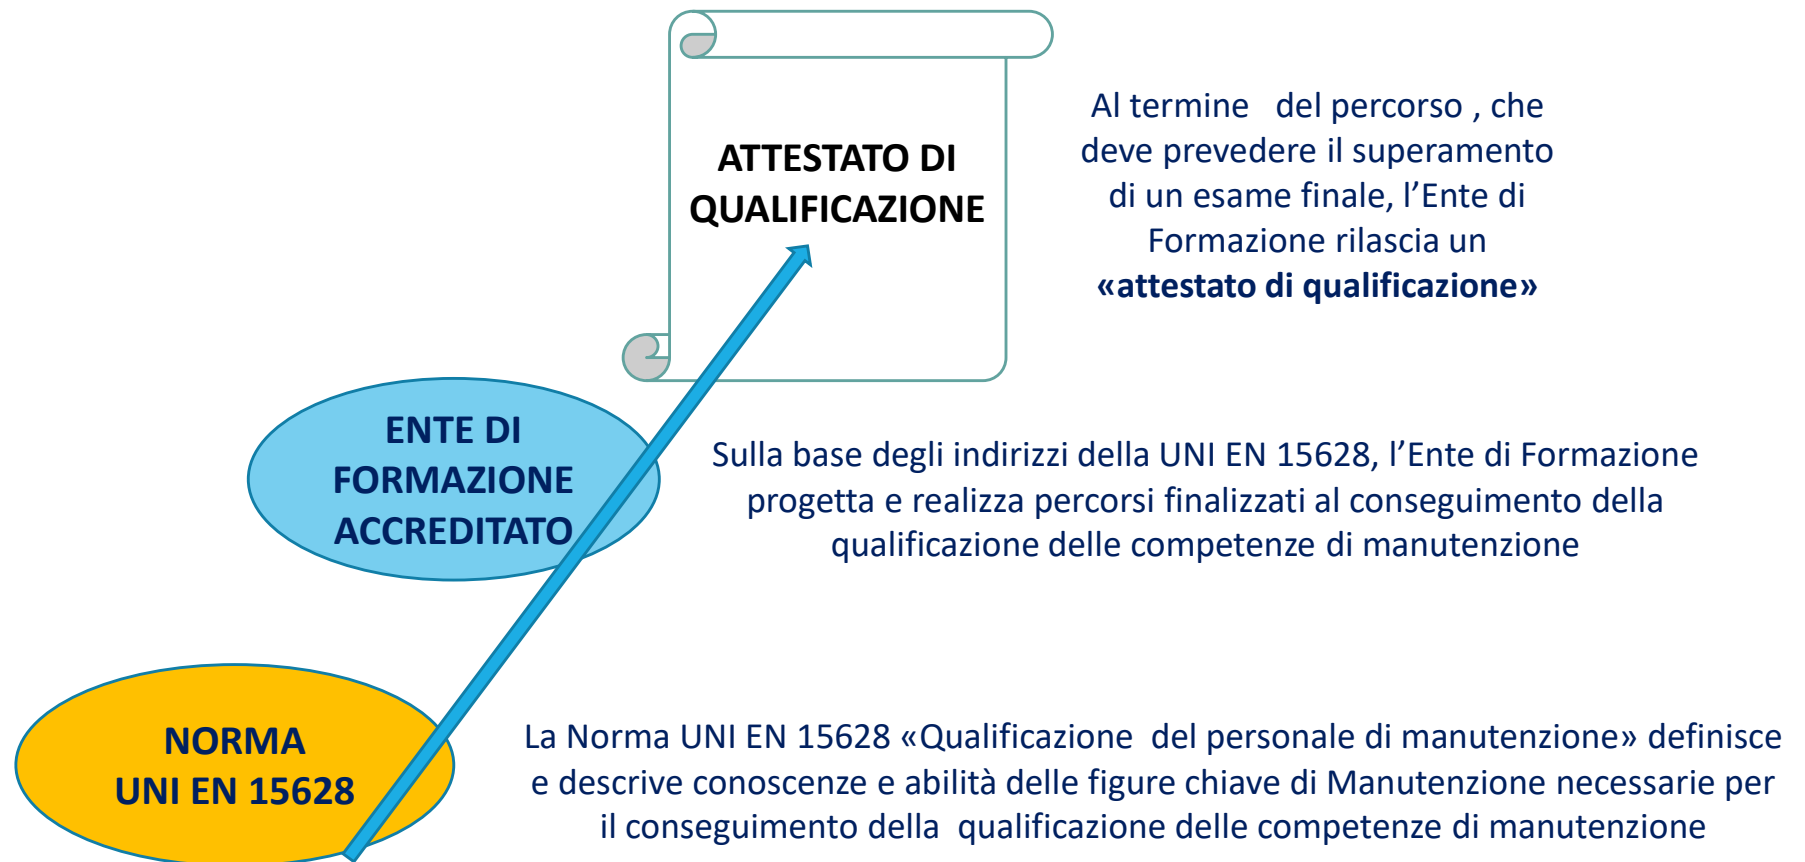 ATTESTATO DI
QUALIFICAZIONE
Al termine   del percorso , che
deve prevedere il superamento
di un esame finale, l’Ente di
Formazione rilascia un
«attestato di qualificazione»
ENTE DI
FORMAZIONE
ACCREDITATO
Sulla base degli indirizzi della UNI EN 15628, l’Ente di Formazione
progetta e realizza percorsi finalizzati al conseguimento della
qualificazione delle competenze di manutenzione
NORMA
UNI EN 15628
La Norma UNI EN 15628 «Qualificazione  del personale di manutenzione» definisce
e descrive conoscenze e abilità delle figure chiave di Manutenzione necessarie per
il conseguimento della  qualificazione delle competenze di manutenzione